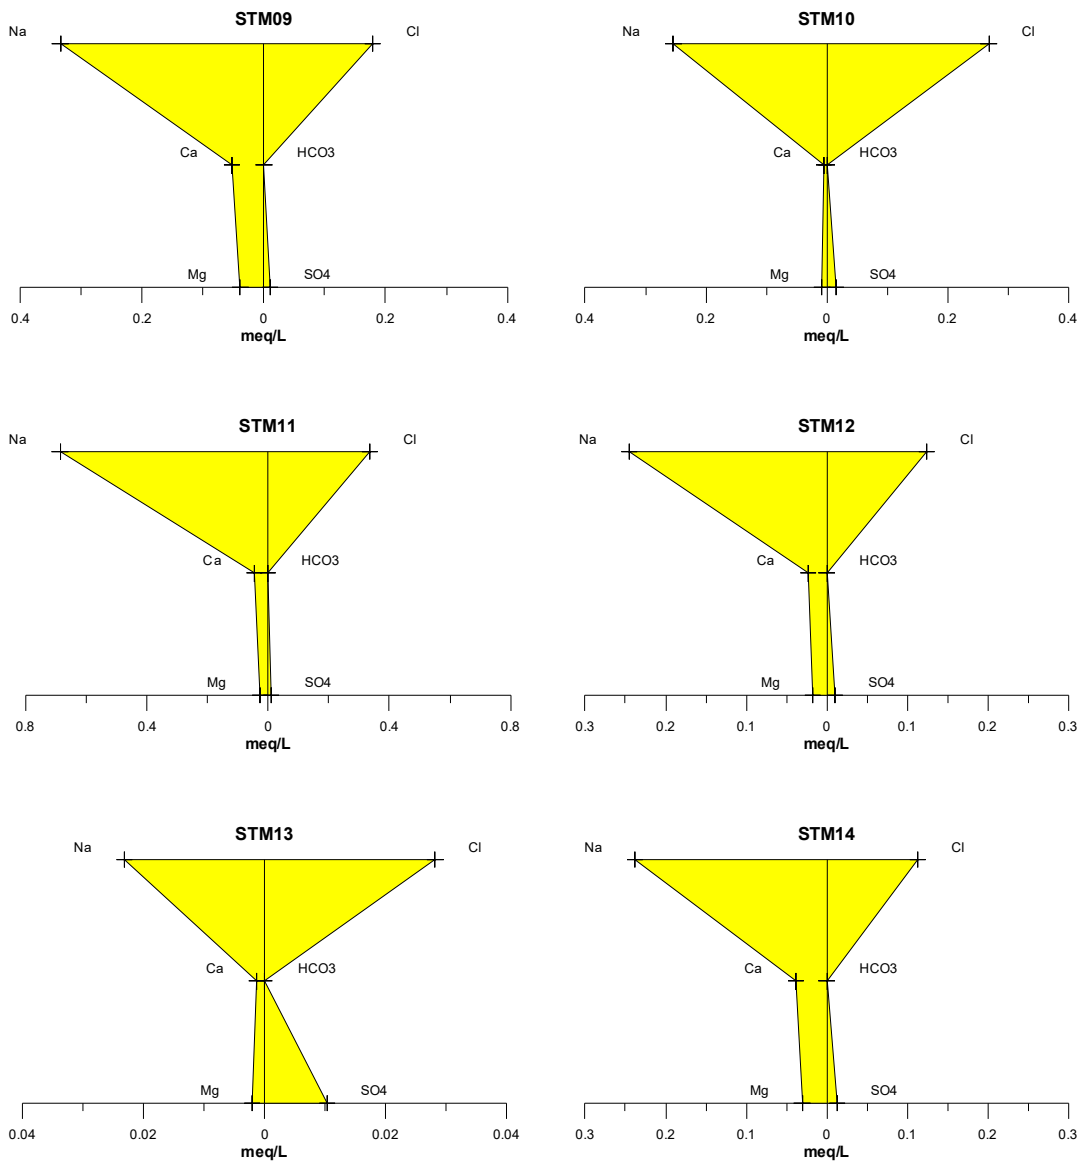 STM09
Na Cl
Ca HCO3
Mg SO4
0.4 0.2 0 0.2 0.4
meq/L
STM10
Na Cl
Ca HCO3
Mg SO4
0.4 0.2 0 0.2 0.4
meq/L
STM11
Na Cl
Ca HCO3
Mg SO4
0.8 0.4 0 0.4 0.8
meq/L
STM12
Na Cl
Ca HCO3
Mg SO4
0.3 0.2 0.1 0 0.1 0.2 0.3
meq/L
STM13
Na Cl
Ca HCO3
Mg SO4
0.04 0.02 0 0.02 0.04
meq/L
STM14
Na Cl
Ca HCO3
Mg SO4
0.3 0.2 0.1 0 0.1 0.2 0.3
meq/L